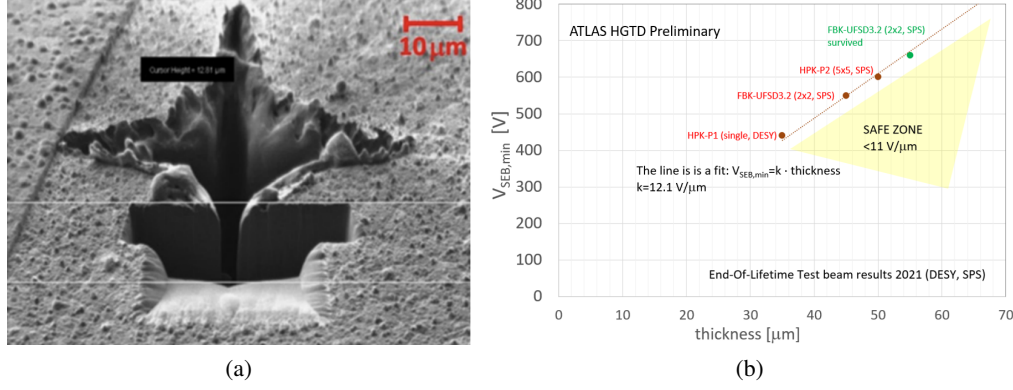 10 μm
Cursor Height = 12.81 μm
800
700
600
500
400
300
200
100
0
V_SEB,min [V]
ATLAS HGTD Preliminary
FBK-UFSD3.2 (2x2, SPS)
survived
HPK-P2 (5x5, SPS)
FBK-UFSD3.2 (2x2, SPS)
HPK-P1 (single, DESY)
SAFE ZONE
<11 V/μm
The line is is a fit: V_SEB,min=k · thickness
k=12.1 V/μm
End-Of-Lifetime Test beam results 2021 (DESY, SPS)
0 10 20 30 40 50 60 70
thickness [μm]
(a) (b)